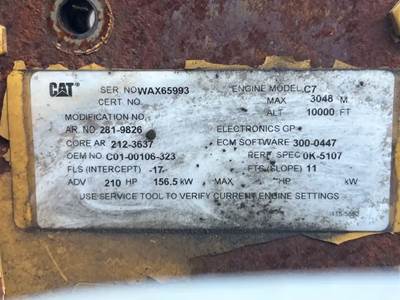 CAT SER NO WAX65993 ENGINE MODEL C7
CERT NO. MAX 3048 M
MODIFICATION NO. ALT 10000 FT
AR. NO. 281-9826 ELECTRONICS GP
CORE AR 212-3637 ECM SOFTWARE 300-0447
OEM NO. C01-00106-323 PERF SPEC 0K-5107
FLS (INTERCEPT) -17 FTS (SLOPE) 11
ADV 210 HP 156.5 kW MAX HP kW
USE SERVICE TOOL TO VERIFY CURRENT ENGINE SETTINGS